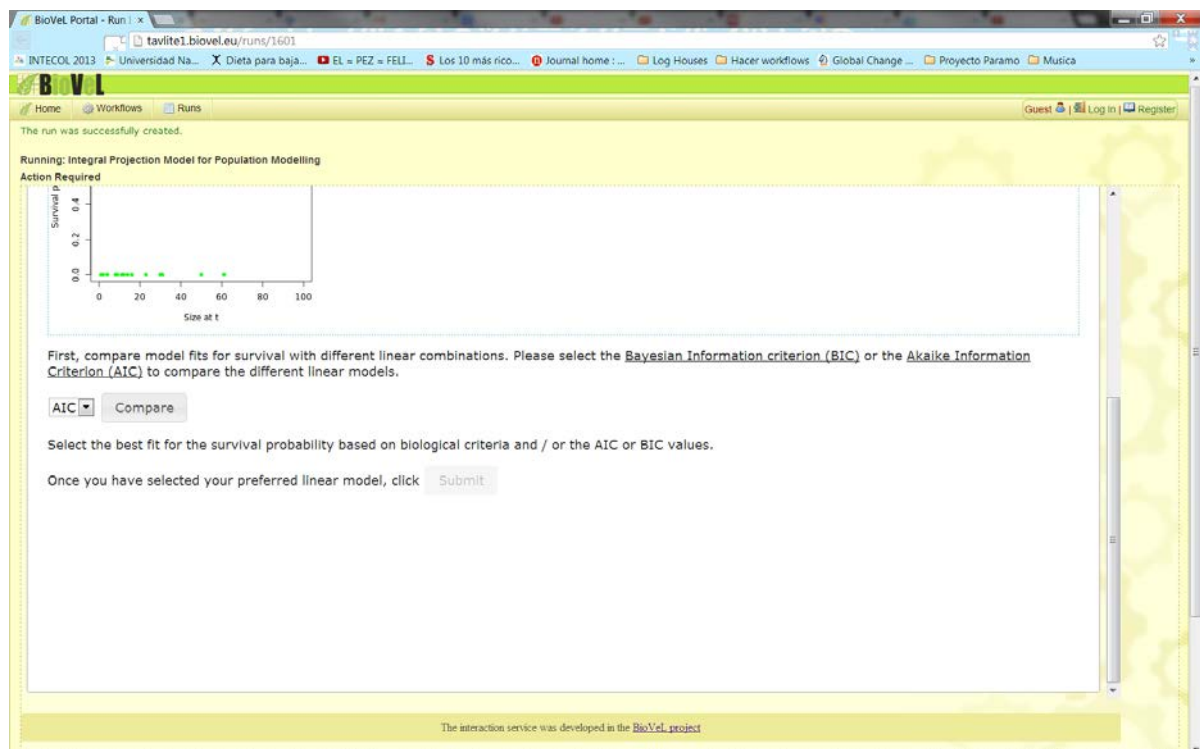 BioVeL Portal - Run I
tavlite1.biovel.eu/runs/1601
INTECOL 2013 Universidad Na... Dieta para baja... EL = PEZ = FELI... Los 10 más rico... Journal home : ... Log Houses Hacer workflows Global Change ... Proyecto Paramo Musica
BioVeL
Home Workflows Runs Guest | Log In | Register
The run was successfully created.
Running: Integral Projection Model for Population Modelling
Action Required
Survival p
0.4
0.2
0.0
0 20 40 60 80 100
Size at t
First, compare model fits for survival with different linear combinations. Please select the Bayesian Information criterion (BIC) or the Akaike Information
Criterion (AIC) to compare the different linear models.
AIC Compare
Select the best fit for the survival probability based on biological criteria and / or the AIC or BIC values.
Once you have selected your preferred linear model, click Submit
The interaction service was developed in the BioVeL project